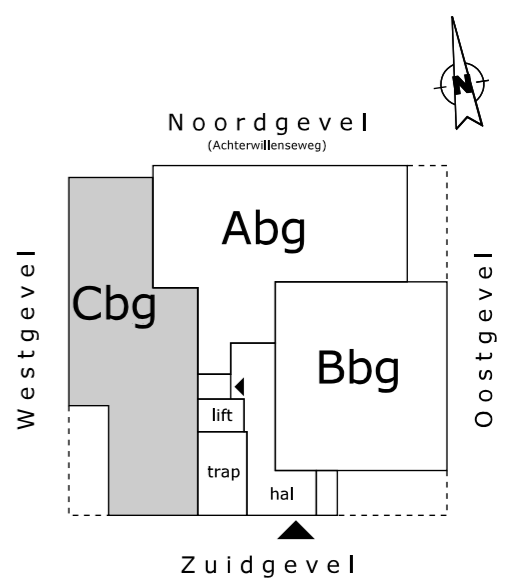 N
Noordgevel
(Achterwillenseweg)
Abg
Westgevel
Cbg
Oostgevel
Bbg
lift
trap
hal
Zuidgevel